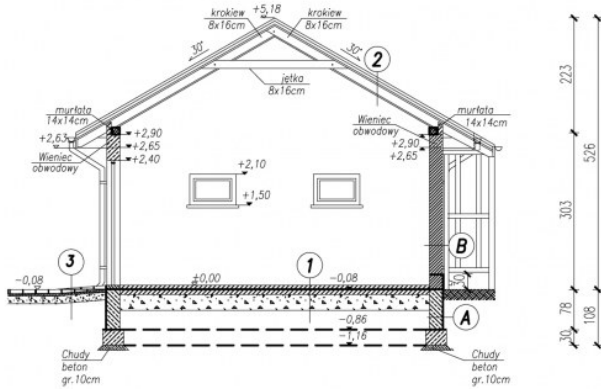 +5,18
krokiew
8x16cm
krokiew
8x16cm
30°
30°
2
jętka
8x16cm
murłata
14x14cm
murłata
14x14cm
+2,63
+2,90
+2,65
+2,40
Wieniec
obwodowy
Wieniec
obwodowy
+2,90
+2,65
+2,10
+1,50
B
3
-0,08
±0,00
1
-0,08
30
A
-0,86
-1,16
Chudy
beton
gr.10cm
Chudy
beton
gr.10cm
223
303
78
30
526
108